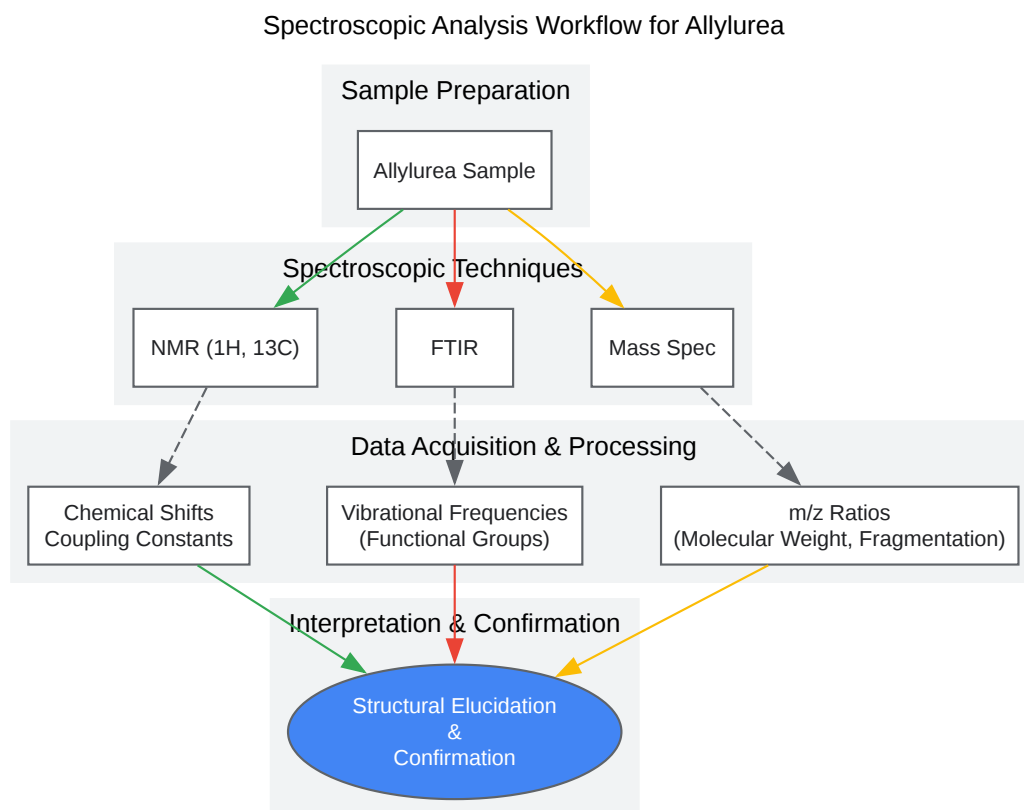 Spectroscopic Analysis Workflow for Allylurea
Sample Preparation
Allylurea Sample
Spectroscopic Techniques
NMR (1H, 13C)
FTIR
Mass Spec
Data Acquisition & Processing
Chemical Shifts
Coupling Constants
Vibrational Frequencies
(Functional Groups)
m/z Ratios
(Molecular Weight, Fragmentation)
Interpretation & Confirmation
Structural Elucidation
&
Confirmation